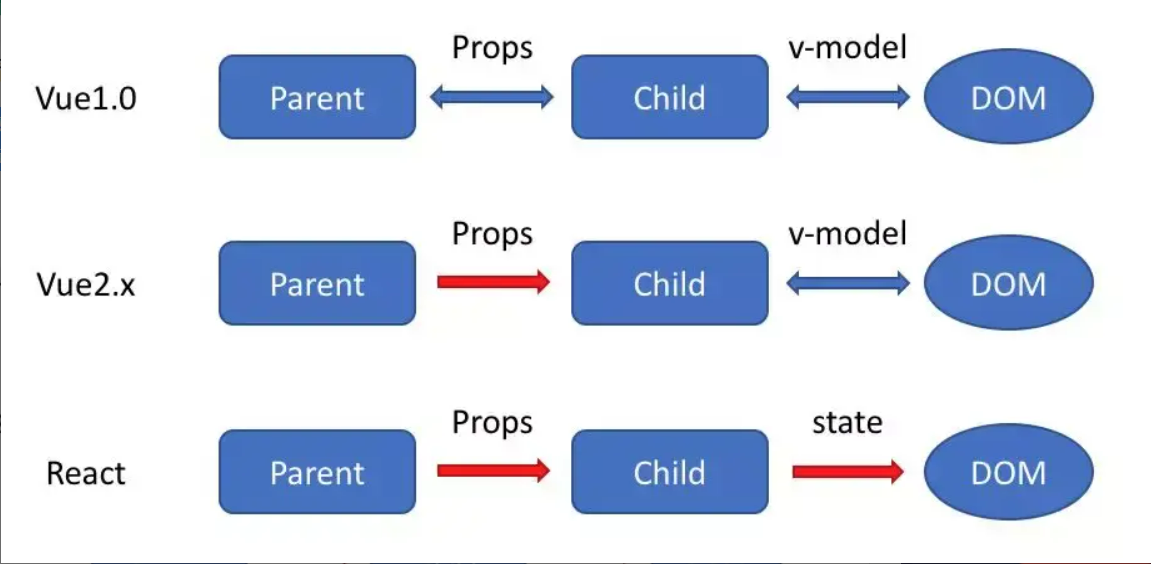 Props v-model
Vue1.0 Parent Child DOM
Props v-model
Vue2.x Parent Child DOM
Props state
React Parent Child DOM